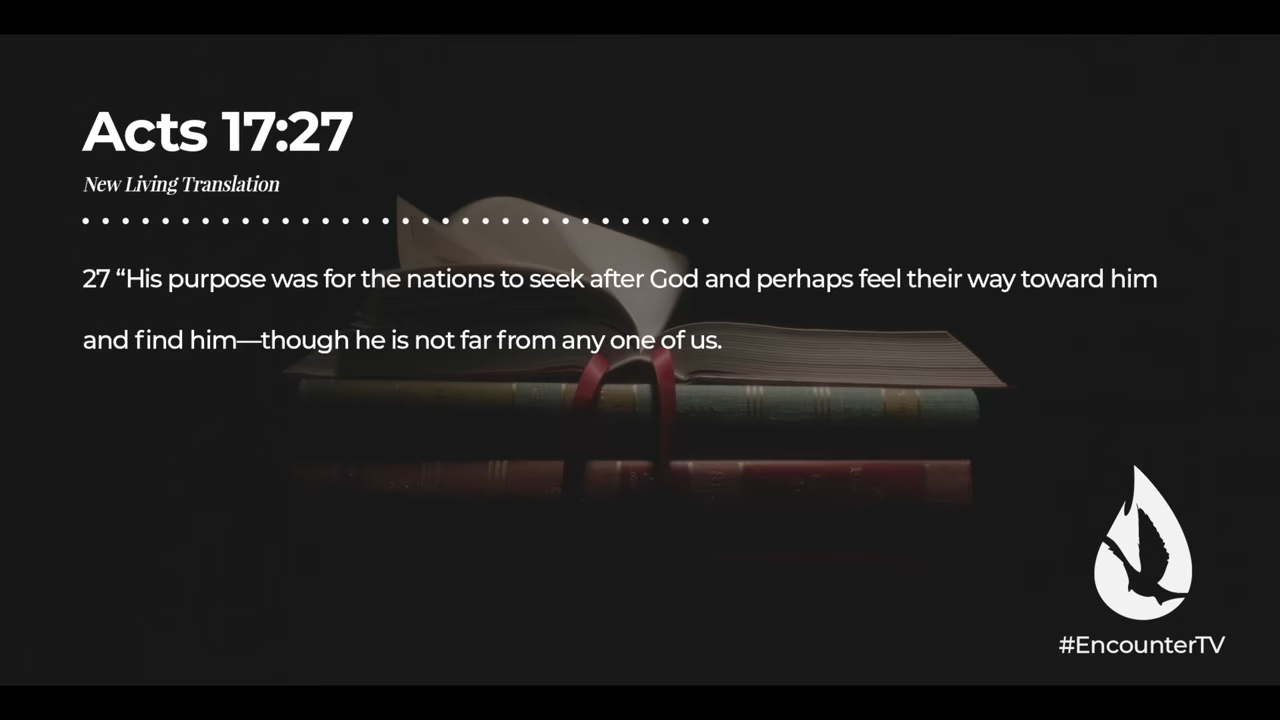 Acts 17:27
New Living Translation
27 “His purpose was for the nations to seek after God and perhaps feel their way toward him
and find him—though he is not far from any one of us.
#EncounterTV